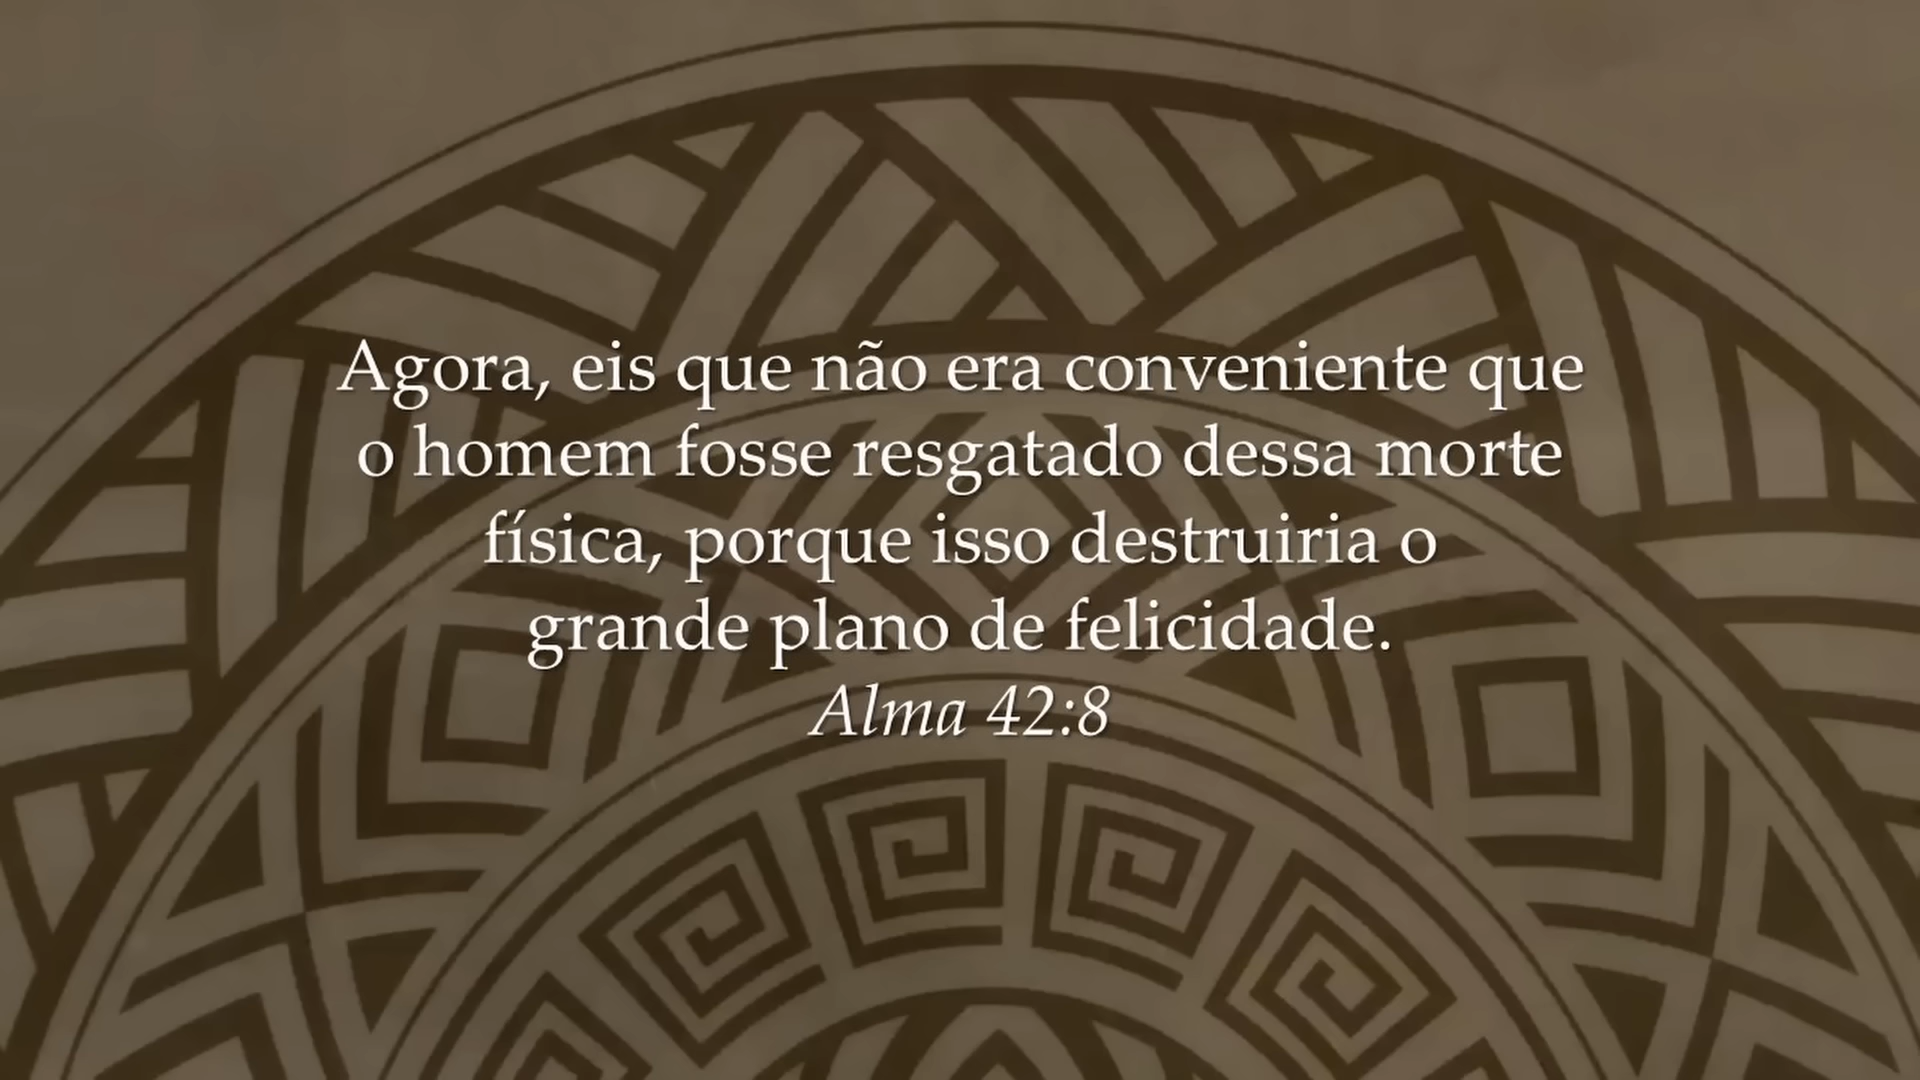 Agora, eis que não era conveniente que
o homem fosse resgatado dessa morte
física, porque isso destruiria o
grande plano de felicidade.
Alma 42:8